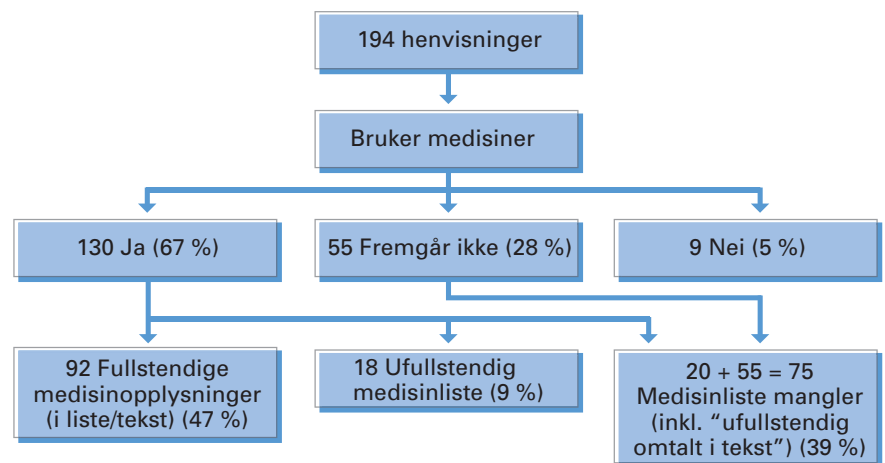 194 henvisninger
Bruker medisiner
130 Ja (67 %)
55 Fremgår ikke (28 %)
9 Nei (5 %)
92 Fullstendige
medisinopplysninger
(i liste/tekst) (47 %)
18 Ufullstendig
medisinliste (9 %)
20 + 55 = 75
Medisinliste mangler
(inkl. “ufullstendig
omtalt i tekst”) (39 %)